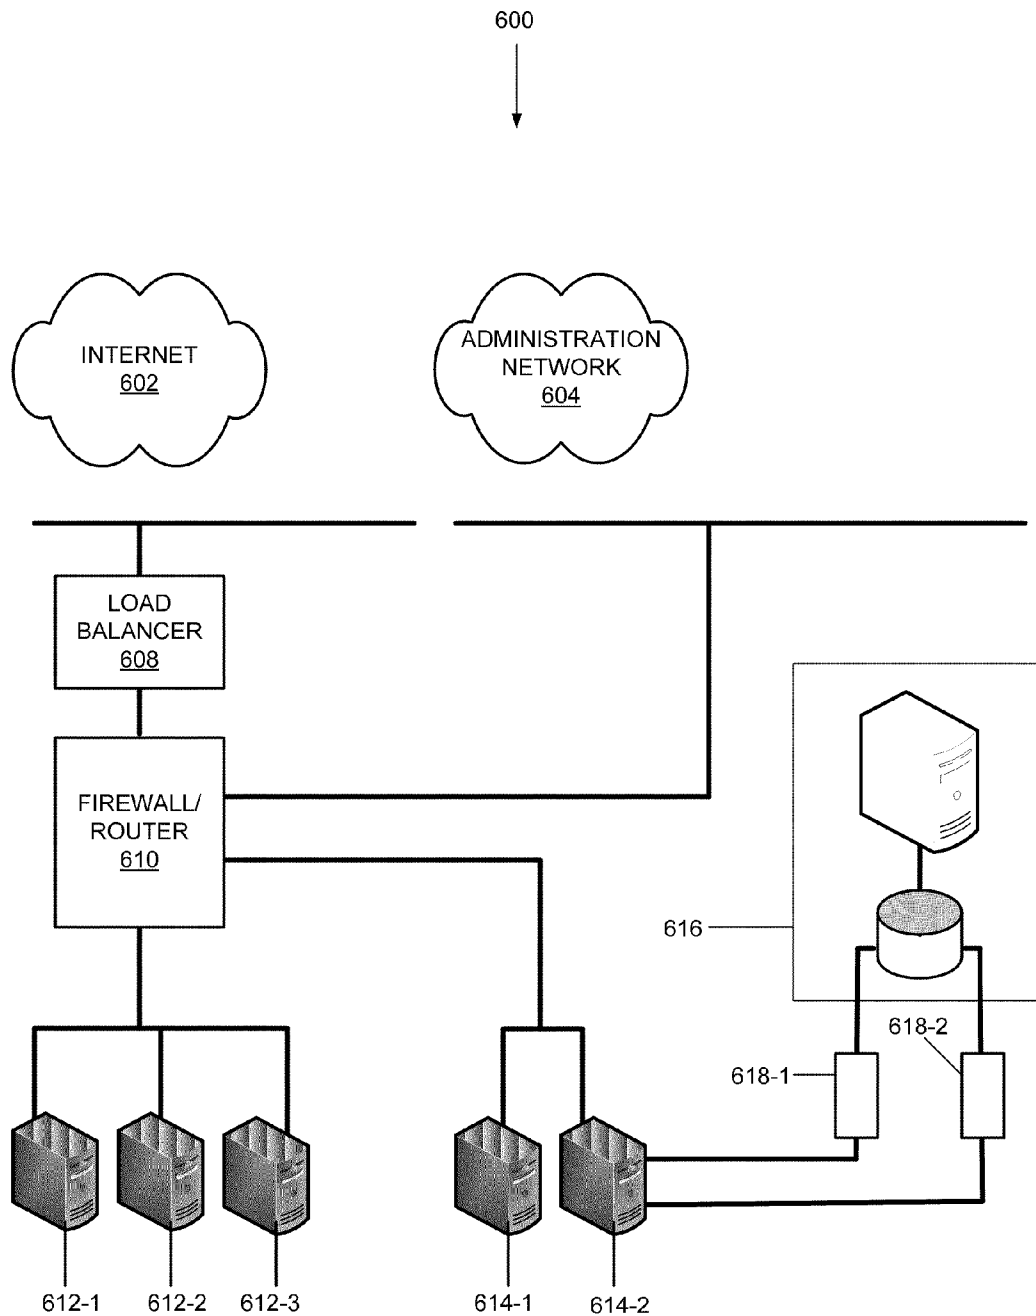 600
INTERNET
602
ADMINISTRATION
NETWORK
604
LOAD
BALANCER
608
FIREWALL/
ROUTER
610
616
618-2
618-1
612-1
612-2
612-3
614-1
614-2